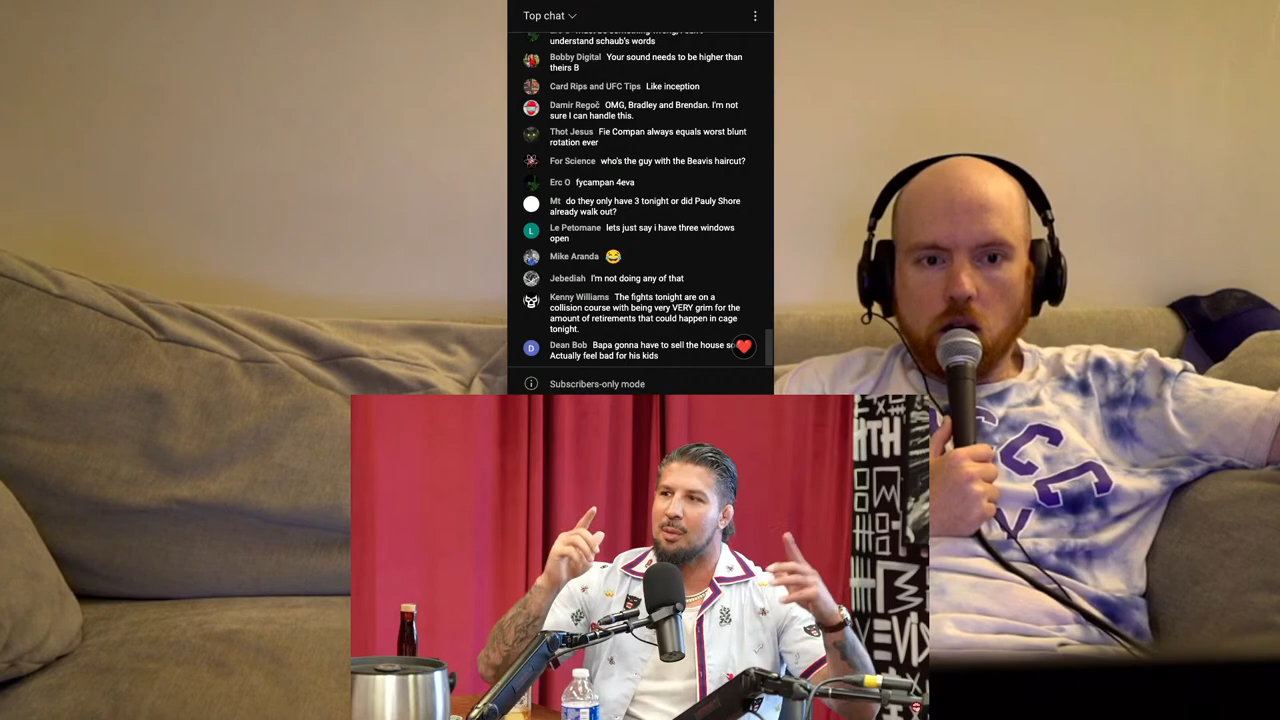 Top chat
understand schaub's words
Bobby Digital Your sound needs to be higher than
theirs B
Card Rips and UFC Tips Like inception
Damir Regoč OMG, Bradley and Brendan. I'm not
sure I can handle this.
Thot Jesus Fie Compan always equals worst blunt
rotation ever
For Science who's the guy with the Beavis haircut?
Erc O fycampan 4eva
Mt do they only have 3 tonight or did Pauly Shore
already walk out?
L
Le Petomane lets just say i have three windows
open
Mike Aranda 😂
Jebediah I'm not doing any of that
Kenny Williams The fights tonight are on a
collision course with being very VERY grim for the
amount of retirements that could happen in cage
tonight.
D
Dean Bob Bapa gonna have to sell the house
Actually feel bad for his kids
Subscribers-only mode
CCC